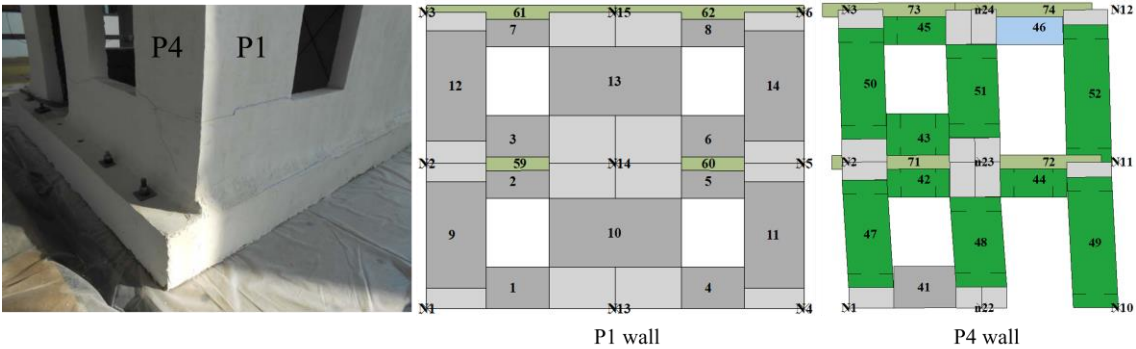 P4 P1
N3 61 N15 62 N6
7 8
12 13 14
3 6
N2 59 N14 60 N5
2 5
9 10 11
1 4
N1 N13 N4
P1 wall
N3 73 n24 74 N12
45 46
50 51 52
43
N2 71 n23 72 N11
42 44
47 48 49
41
N1 n22 N10
P4 wall